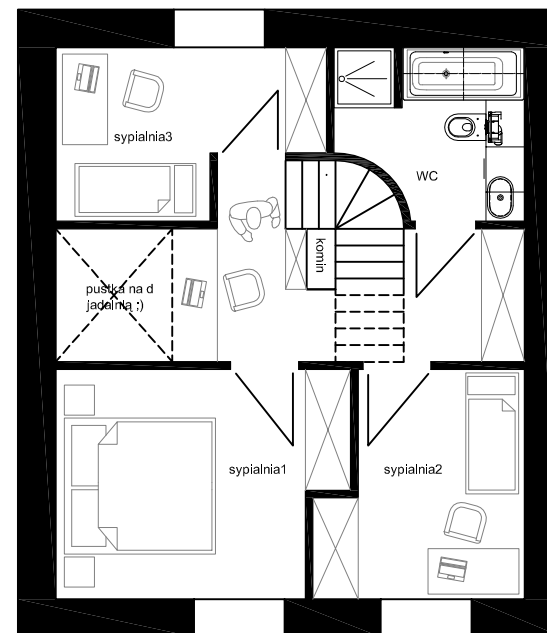 sypialnia3
WC
komin
pustka na d
jadalnią ;)
sypialnia1
sypialnia2